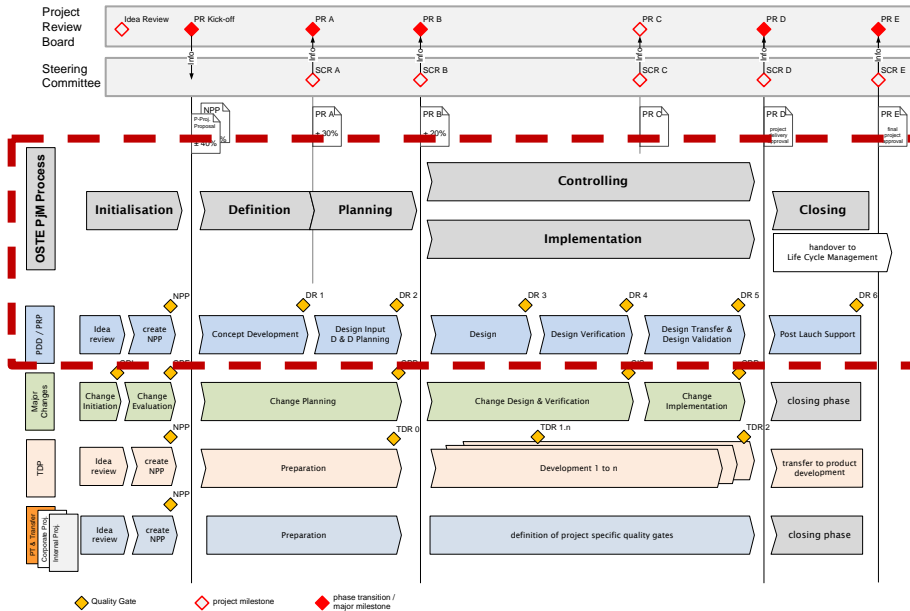 Project
Review
Board
Idea Review
PR Kick-off
PR A
PR B
PR C
PR D
PR E
Info
Info
Info
Info
Info
Info
Steering
Committee
SCR A
SCR B
SCR C
SCR D
SCR E
NPP
P-Proj.
Proposal
± 40%
PR A
± 30%
PR B
± 20%
PR C
PR D
project
delivery
approval
PR E
final
project
approval
OSTE PjM Process
Initialisation
Definition
Planning
Controlling
Implementation
Closing
handover to
Life Cycle Management
PDD / PRP
NPP
DR 1
DR 2
DR 3
DR 4
DR 5
DR 6
Idea
review
create
NPP
Concept Development
Design Input
D & D Planning
Design
Design Verification
Design Transfer &
Design Validation
Post Lauch Support
Major
Changes
Change
Initiation
Change
Evaluation
Change Planning
Change Design & Verification
Change
Implementation
closing phase
TDP
NPP
TDR 0
TDR 1.n
TDR 2
Idea
review
create
NPP
Preparation
Development 1 to n
transfer to product
development
PT & Transfer
Corporate Proj.
Internal Proj.
NPP
Idea
review
create
NPP
Preparation
definition of project specific quality gates
closing phase
Quality Gate
project milestone
phase transition /
major milestone